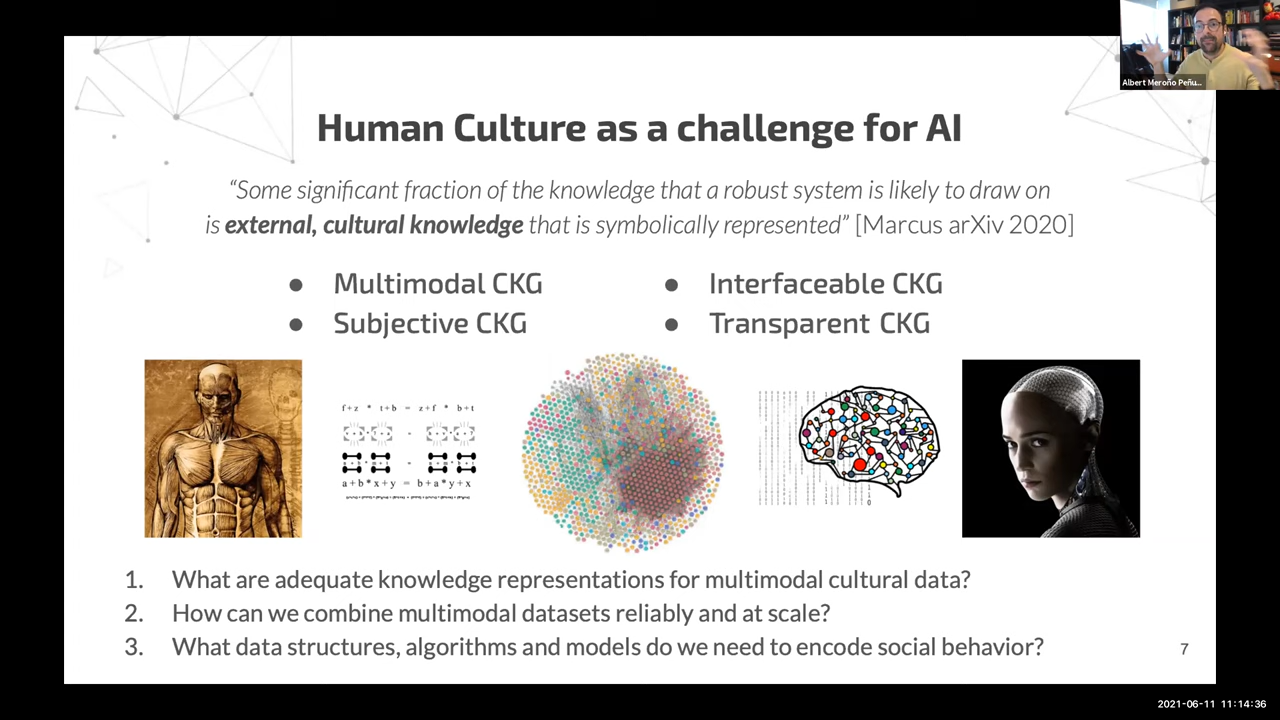 Albert Meroño Peñu...
Human Culture as a challenge for AI
“Some significant fraction of the knowledge that a robust system is likely to draw on
is external, cultural knowledge that is symbolically represented” [Marcus arXiv 2020]
● Multimodal CKG
● Subjective CKG
● Interfaceable CKG
● Transparent CKG
f+z * t+b = z+f * b+t
a+b*x+y = b+a*y+x
1. What are adequate knowledge representations for multimodal cultural data?
2. How can we combine multimodal datasets reliably and at scale?
3. What data structures, algorithms and models do we need to encode social behavior?
7
2021-06-11 11:14:36